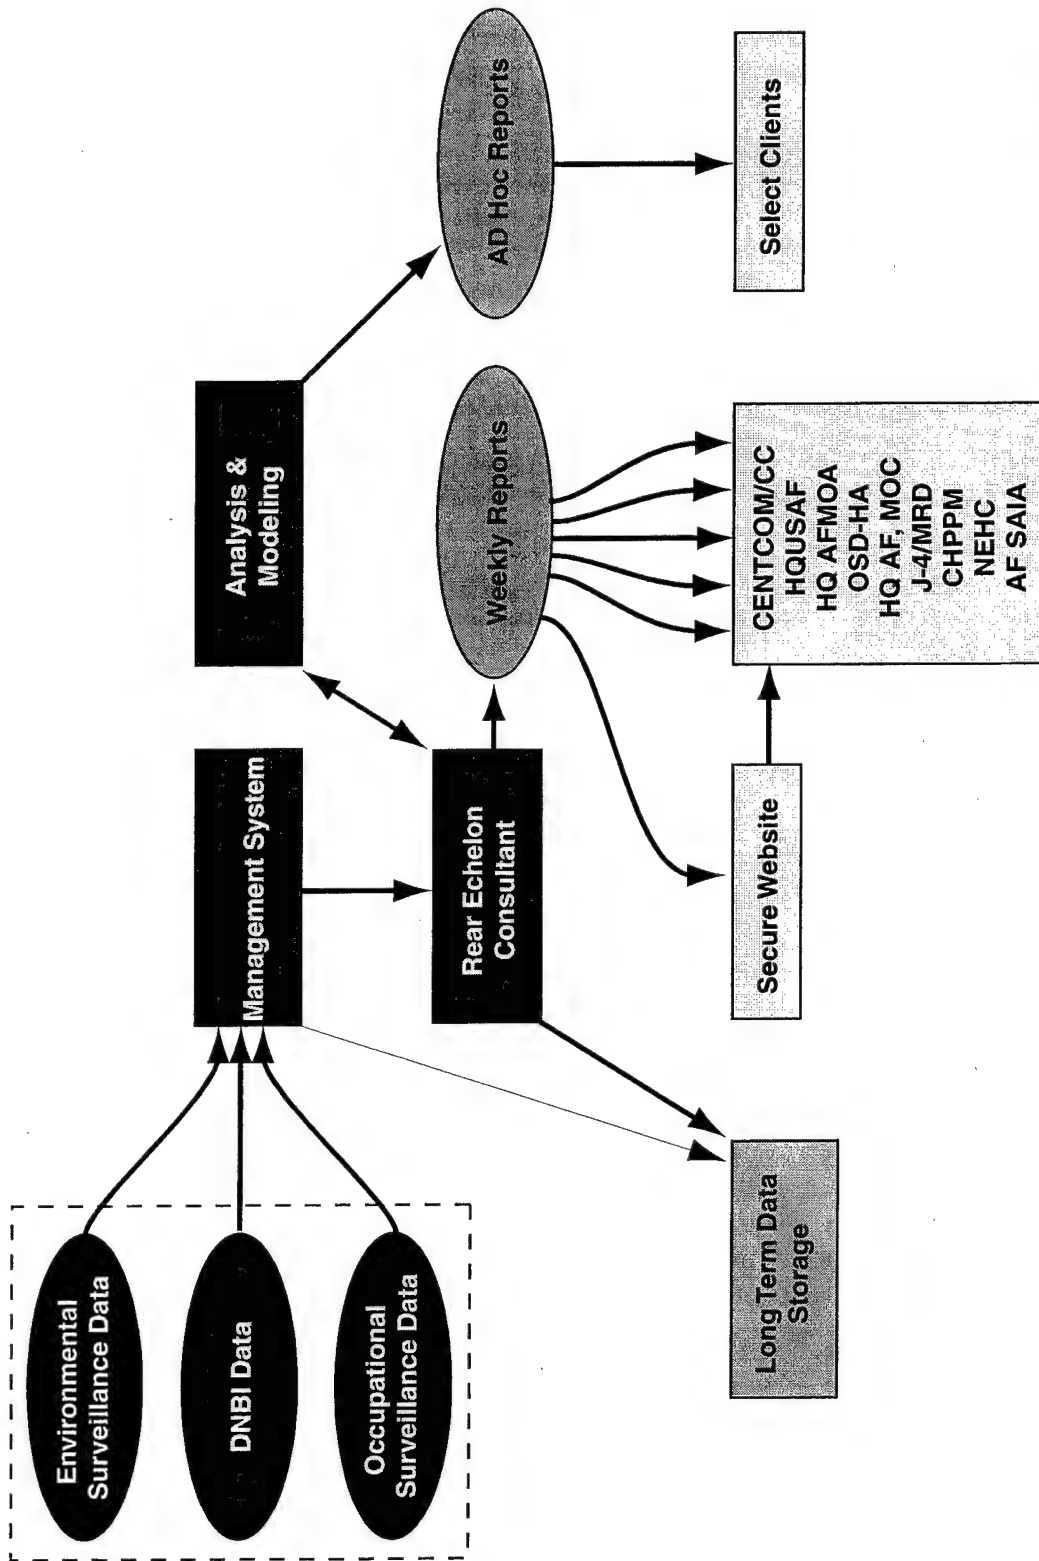 Environmental
Surveillance Data
DNBI Data
Occupational
Surveillance Data
Management System
Analysis &
Modeling
Rear Echelon
Consultant
Weekly Reports
AD Hoc Reports
Long Term Data
Storage
Secure Website
CENTCOM/CC
HQUSAF
HQ AFMOA
OSD-HA
HQ AF, MOC
J-4/MRD
CHPPM
NEHC
AF SAIA
Select Clients